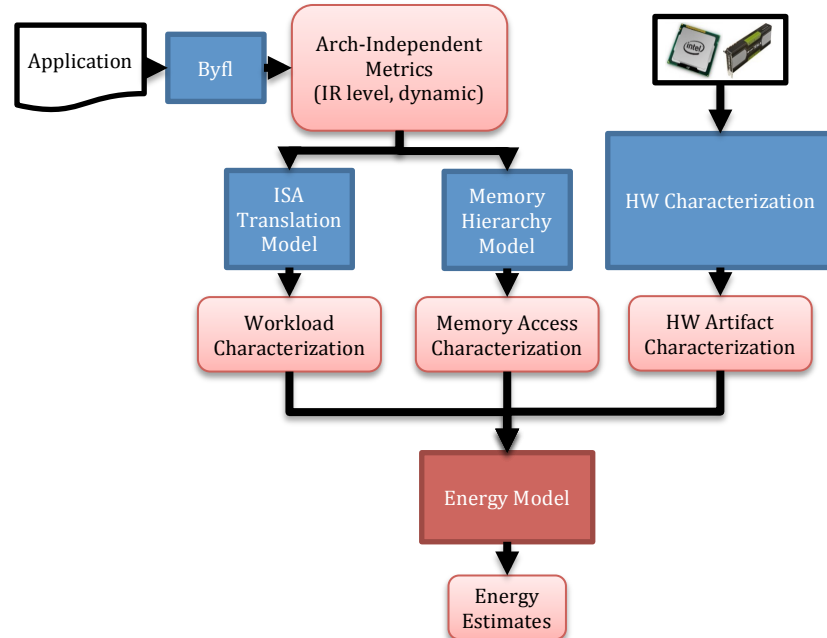 Application
Byfl
Arch-Independent
Metrics
(IR level, dynamic)
intel
ISA
Translation
Model
Memory
Hierarchy
Model
HW Characterization
Workload
Characterization
Memory Access
Characterization
HW Artifact
Characterization
Energy Model
Energy
Estimates